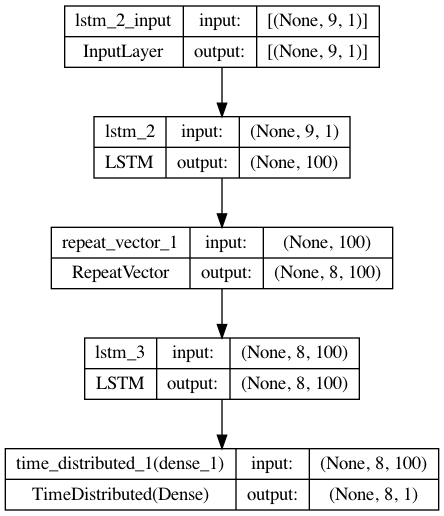 lstm_2_input input: [(None, 9, 1)]
InputLayer output: [(None, 9, 1)]
lstm_2 input: (None, 9, 1)
LSTM output: (None, 100)
repeat_vector_1 input: (None, 100)
RepeatVector output: (None, 8, 100)
lstm_3 input: (None, 8, 100)
LSTM output: (None, 8, 100)
time_distributed_1(dense_1) input: (None, 8, 100)
TimeDistributed(Dense) output: (None, 8, 1)